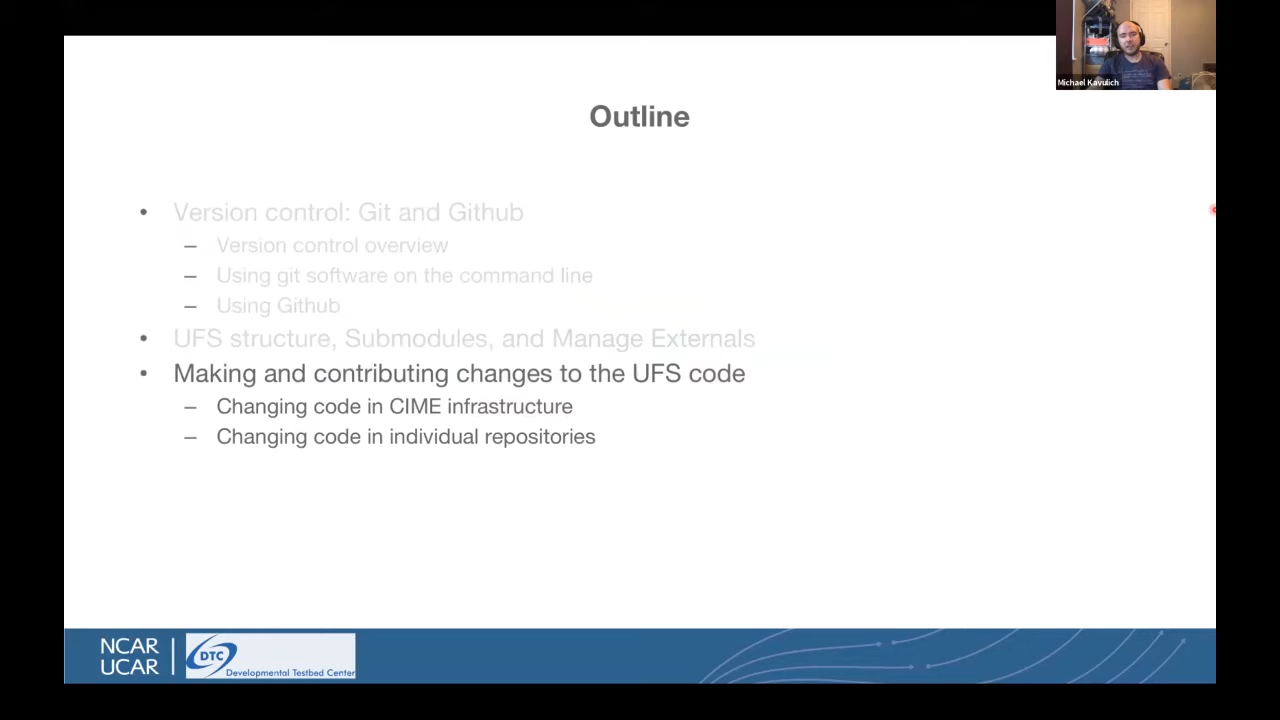 Michael Kavulich
Outline
• Version control: Git and Github
– Version control overview
– Using git software on the command line
– Using Github
• UFS structure, Submodules, and Manage Externals
• Making and contributing changes to the UFS code
– Changing code in CIME infrastructure
– Changing code in individual repositories
NCAR
UCAR
DTC
Developmental Testbed Center